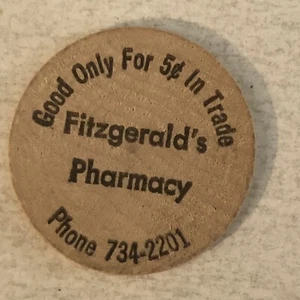 Good Only For 5¢ In Trade
Fitzgerald's
Pharmacy
Phone 734-2201